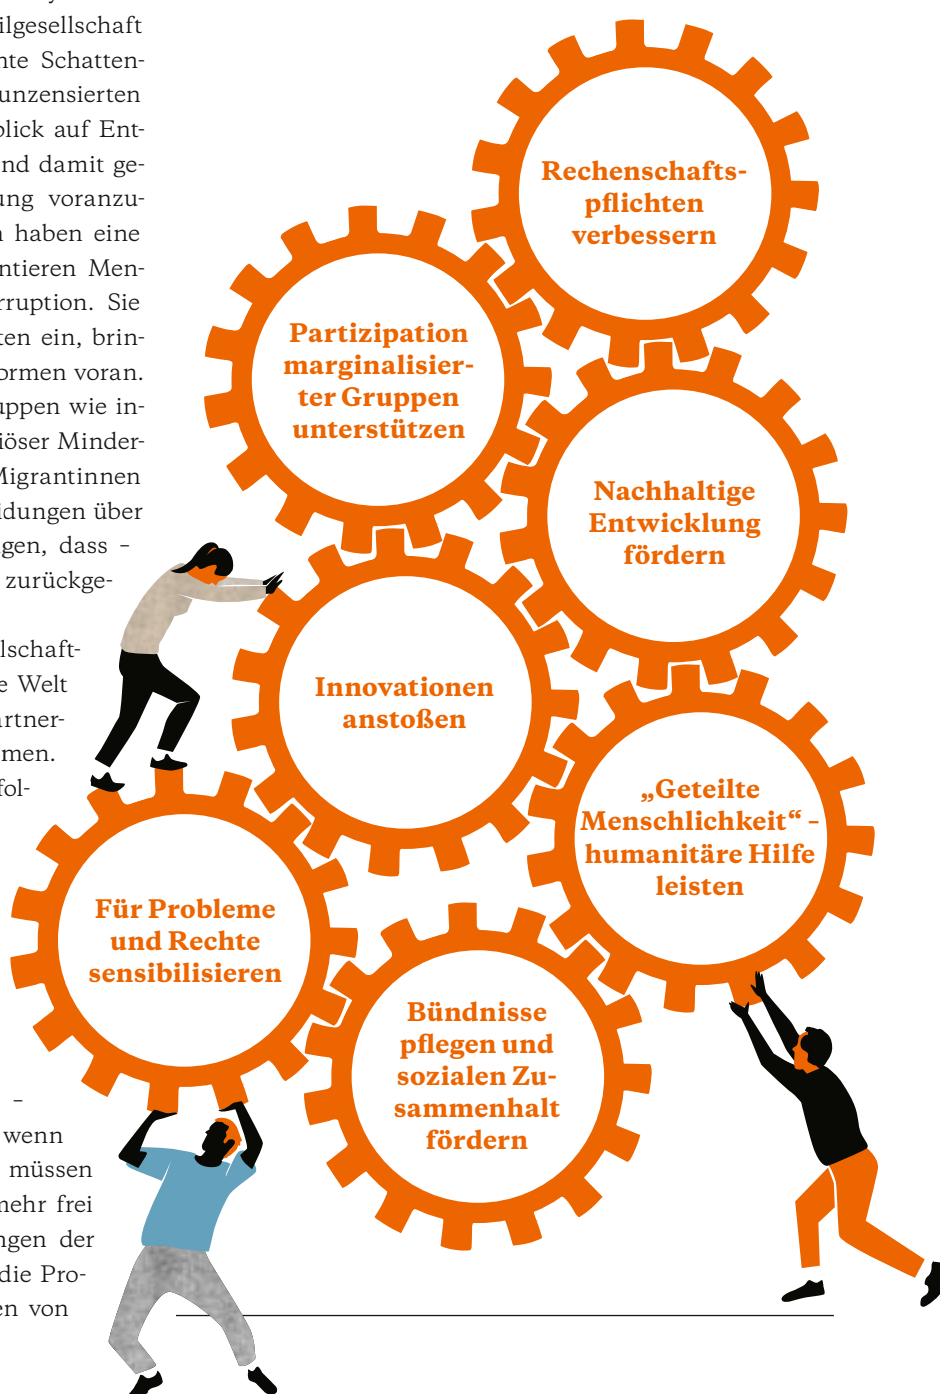 ilgesellschaft
nte Schatten-
unzensierten
blick auf Ent-
nd damit ge-
ung voranzu-
n haben eine
ntieren Men-
rruption. Sie
ten ein, brin-
ormen voran.
uppen wie in-
iöser Minder-
Migrantinnen
idungen über
gen, dass –
zurückge-
lschaft-
e Welt
artner-
men.
fol-
–
wenn
müssen
mehr frei
ngen der
die Pro-
en von
Rechenschafts-
pflichten
verbessern
Partizipation
marginalisier-
ter Gruppen
unterstützen
Nachhaltige
Entwicklung
fördern
Innovationen
anstoßen
„Geteilte
Menschlichkeit“ –
humanitäre Hilfe
leisten
Für Probleme
und Rechte
sensibilisieren
Bündnisse
pflegen und
sozialen Zu-
sammenhalt
fördern